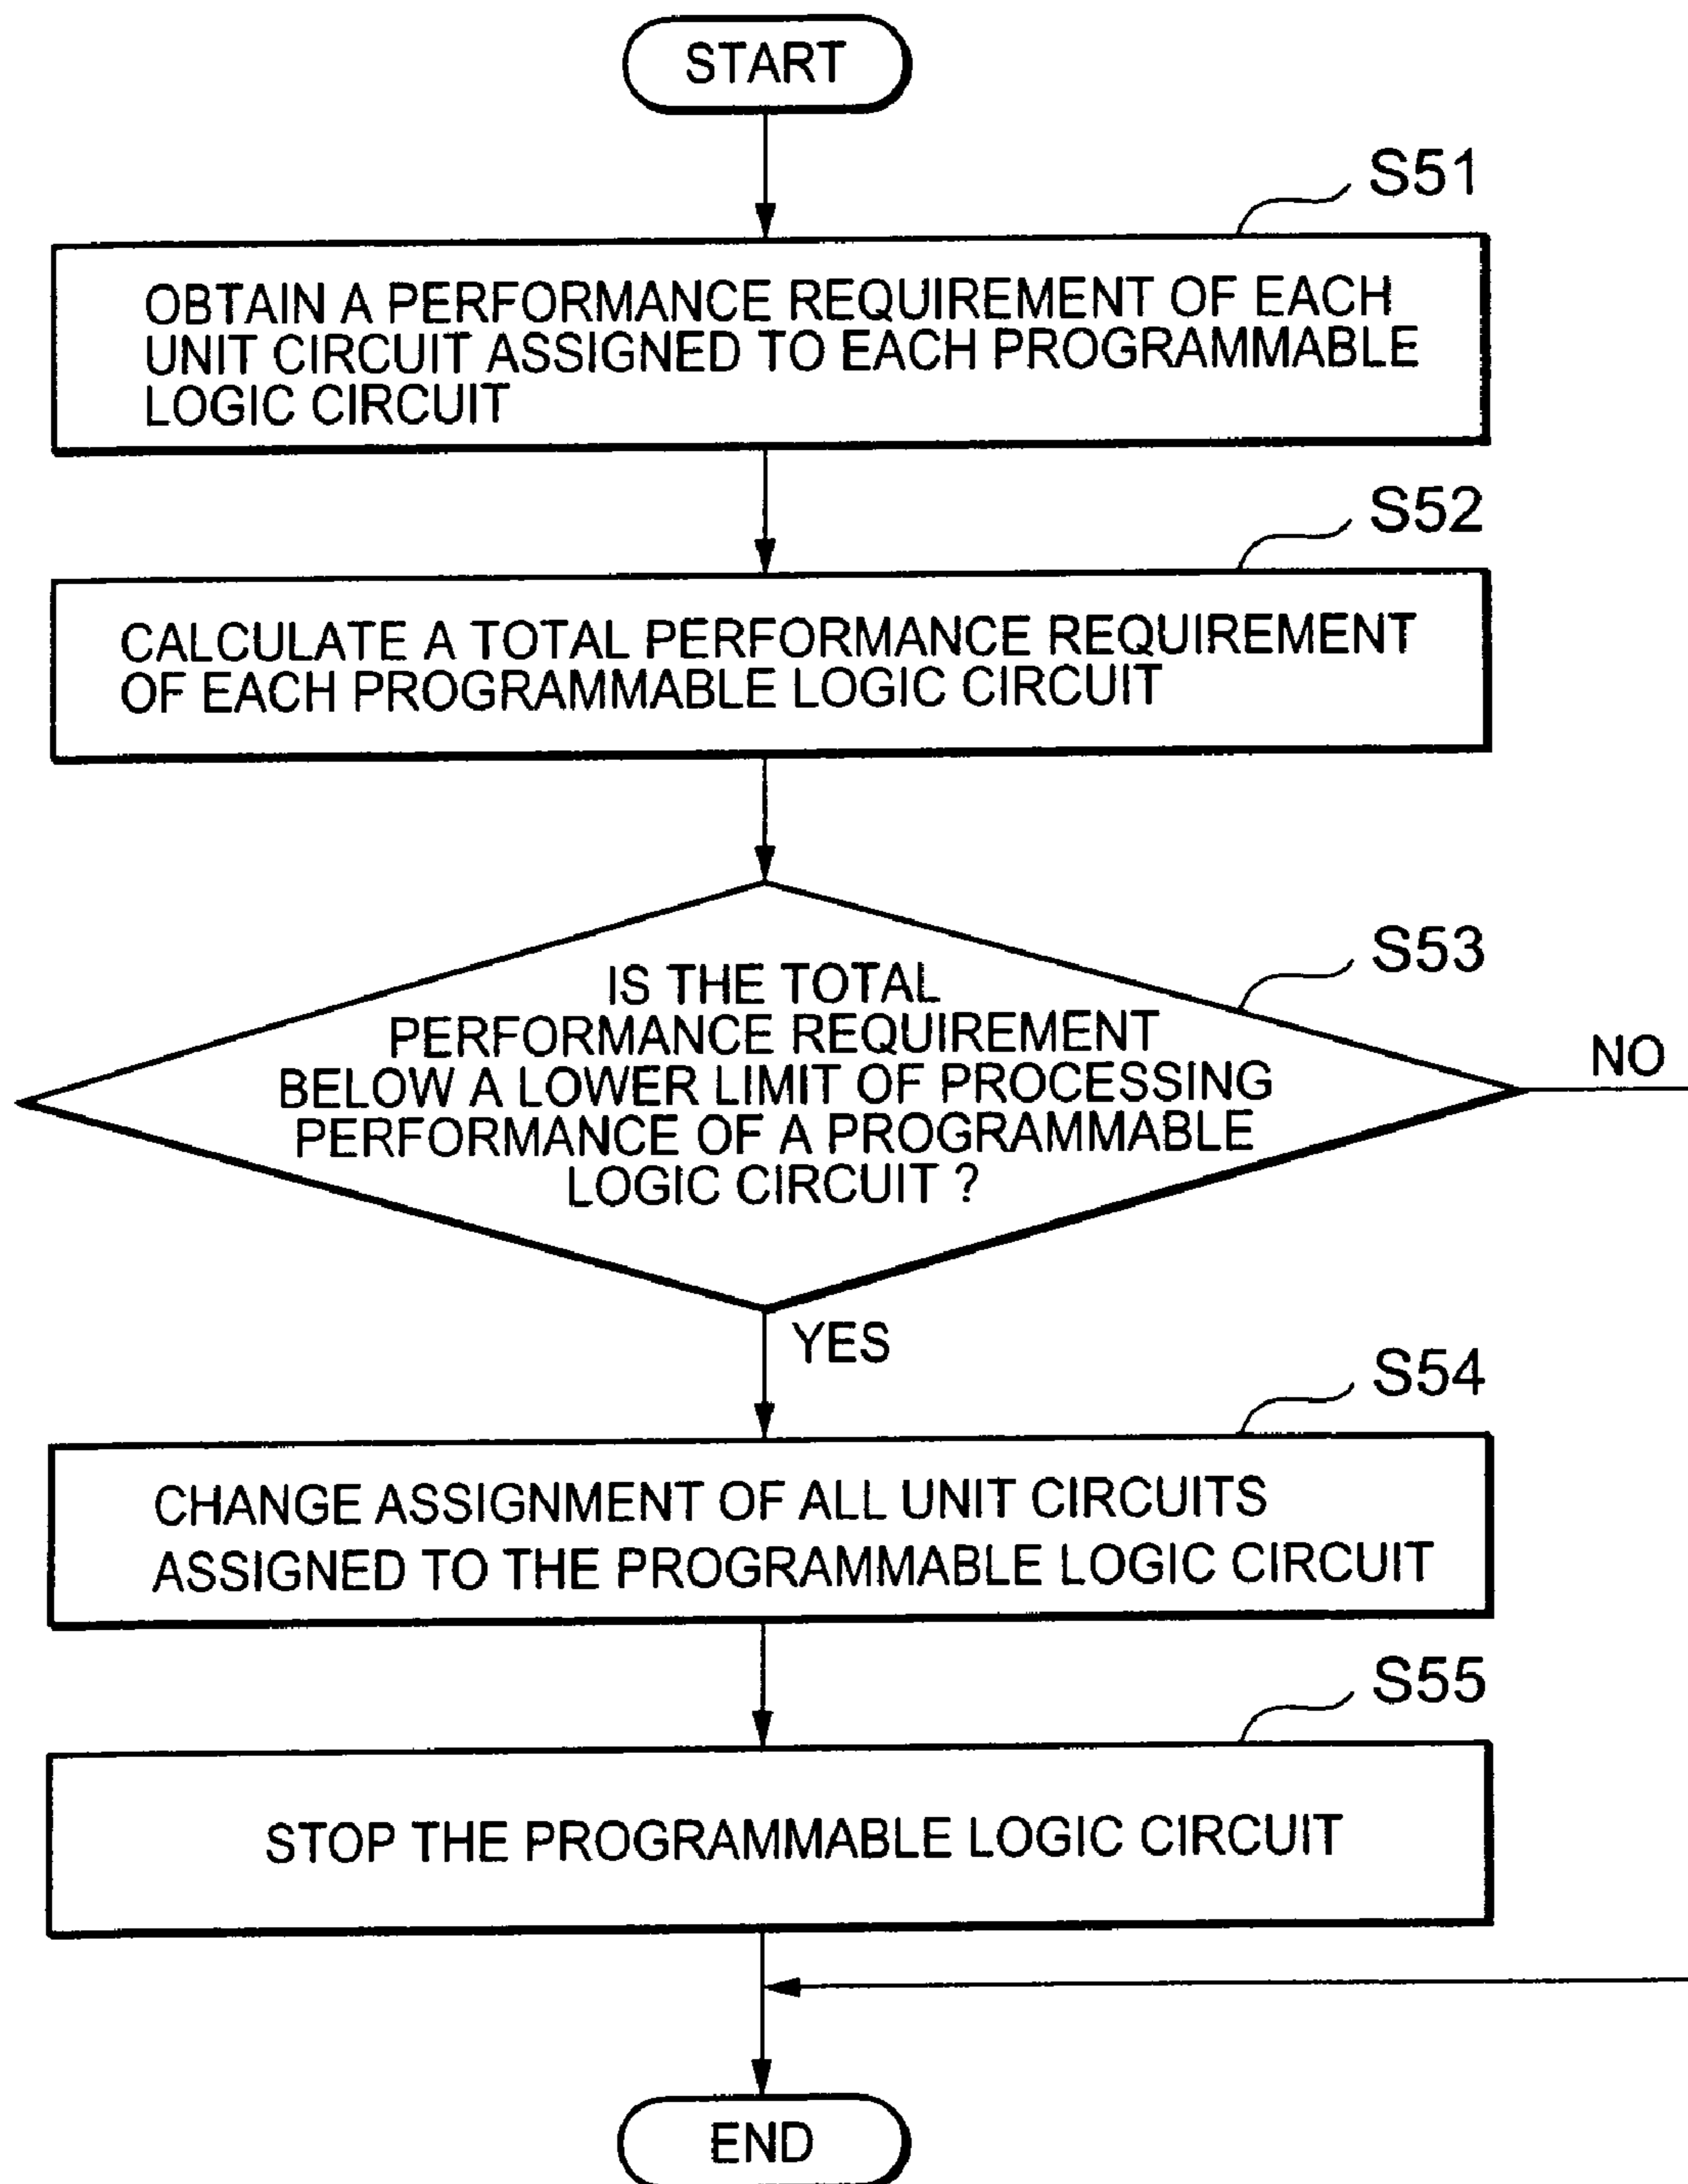 START
S51
OBTAIN A PERFORMANCE REQUIREMENT OF EACH
UNIT CIRCUIT ASSIGNED TO EACH PROGRAMMABLE
LOGIC CIRCUIT
S52
CALCULATE A TOTAL PERFORMANCE REQUIREMENT
OF EACH PROGRAMMABLE LOGIC CIRCUIT
S53
IS THE TOTAL
PERFORMANCE REQUIREMENT
BELOW A LOWER LIMIT OF PROCESSING
PERFORMANCE OF A PROGRAMMABLE
LOGIC CIRCUIT ?
NO
YES
S54
CHANGE ASSIGNMENT OF ALL UNIT CIRCUITS
ASSIGNED TO THE PROGRAMMABLE LOGIC CIRCUIT
S55
STOP THE PROGRAMMABLE LOGIC CIRCUIT
END